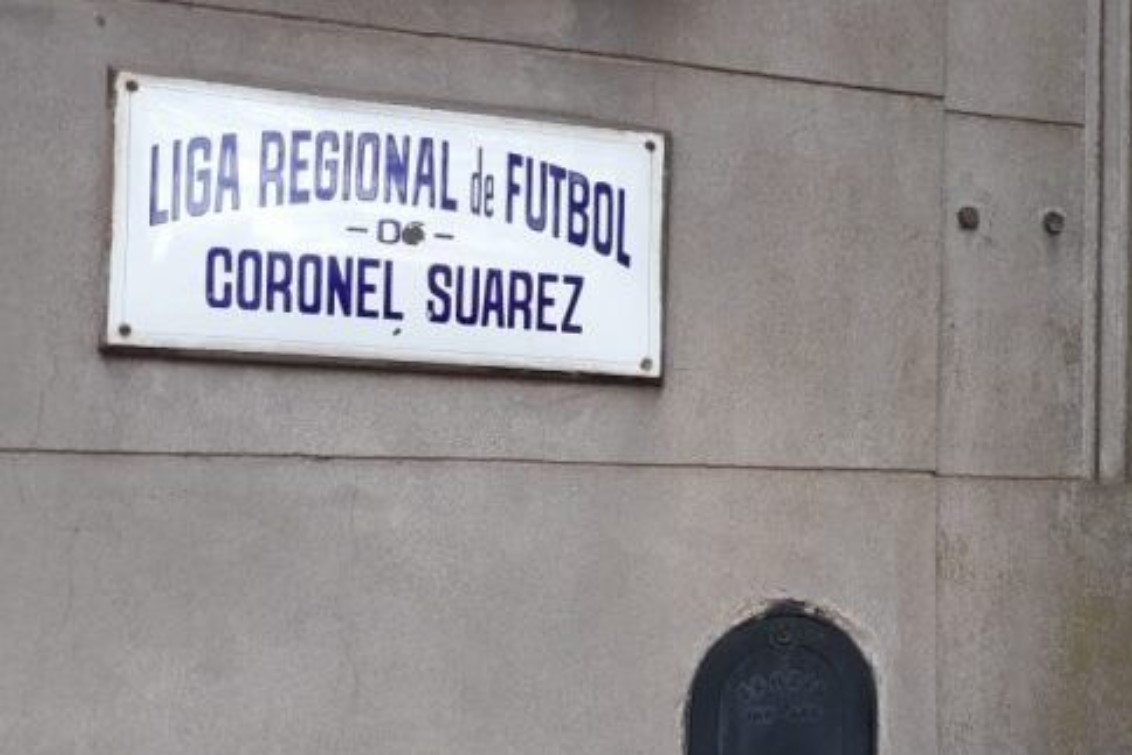 LIGA REGIONAL de FUTBOL
- DE -
CORONEL SUAREZ